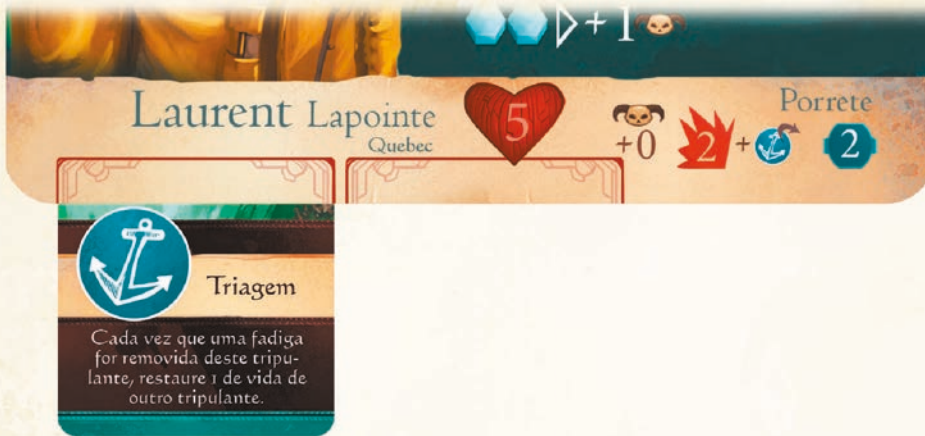 + 1
Laurent Lapointe
Quebec
5
+0
2 +
Porrete
2
Triagem
Cada vez que uma fadiga
for removida deste tripu-
lante, restaure 1 de vida de
outro tripulante.